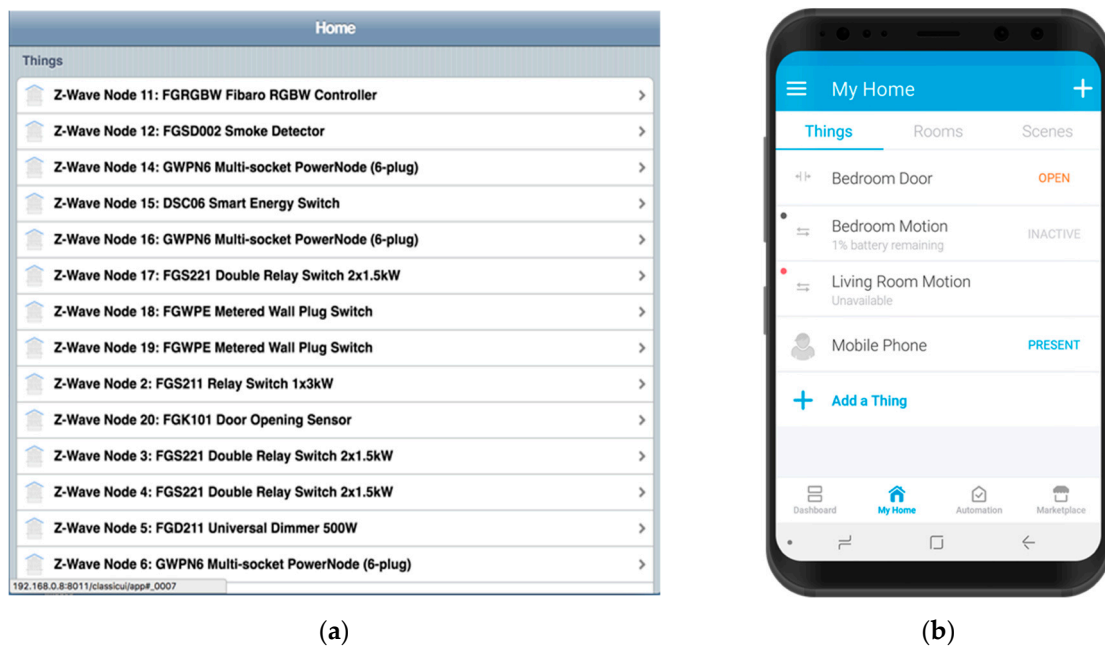 Home
Things
Z-Wave Node 11: FGRGBW Fibaro RGBW Controller
Z-Wave Node 12: FGSD002 Smoke Detector
Z-Wave Node 14: GWPN6 Multi-socket PowerNode (6-plug)
Z-Wave Node 15: DSC06 Smart Energy Switch
Z-Wave Node 16: GWPN6 Multi-socket PowerNode (6-plug)
Z-Wave Node 17: FGS221 Double Relay Switch 2x1.5kW
Z-Wave Node 18: FGWPE Metered Wall Plug Switch
Z-Wave Node 19: FGWPE Metered Wall Plug Switch
Z-Wave Node 2: FGS211 Relay Switch 1x3kW
Z-Wave Node 20: FGK101 Door Opening Sensor
Z-Wave Node 3: FGS221 Double Relay Switch 2x1.5kW
Z-Wave Node 4: FGS221 Double Relay Switch 2x1.5kW
Z-Wave Node 5: FGD211 Universal Dimmer 500W
Z-Wave Node 6: GWPN6 Multi-socket PowerNode (6-plug)
192.168.0.8:8011/classicui/app#_0007
(a)
My Home
Things Rooms Scenes
Bedroom Door OPEN
Bedroom Motion
1% battery remaining
INACTIVE
Living Room Motion
Unavailable
Mobile Phone PRESENT
Add a Thing
Dashboard My Home Automation Marketplace
(b)